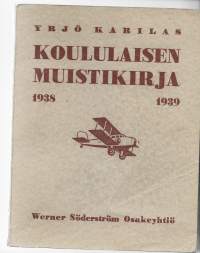 YRJÖ KARILAS
KOULULAISEN
MUISTIKIRJA
1938 1939
Werner Söderström Osakeyhtiö